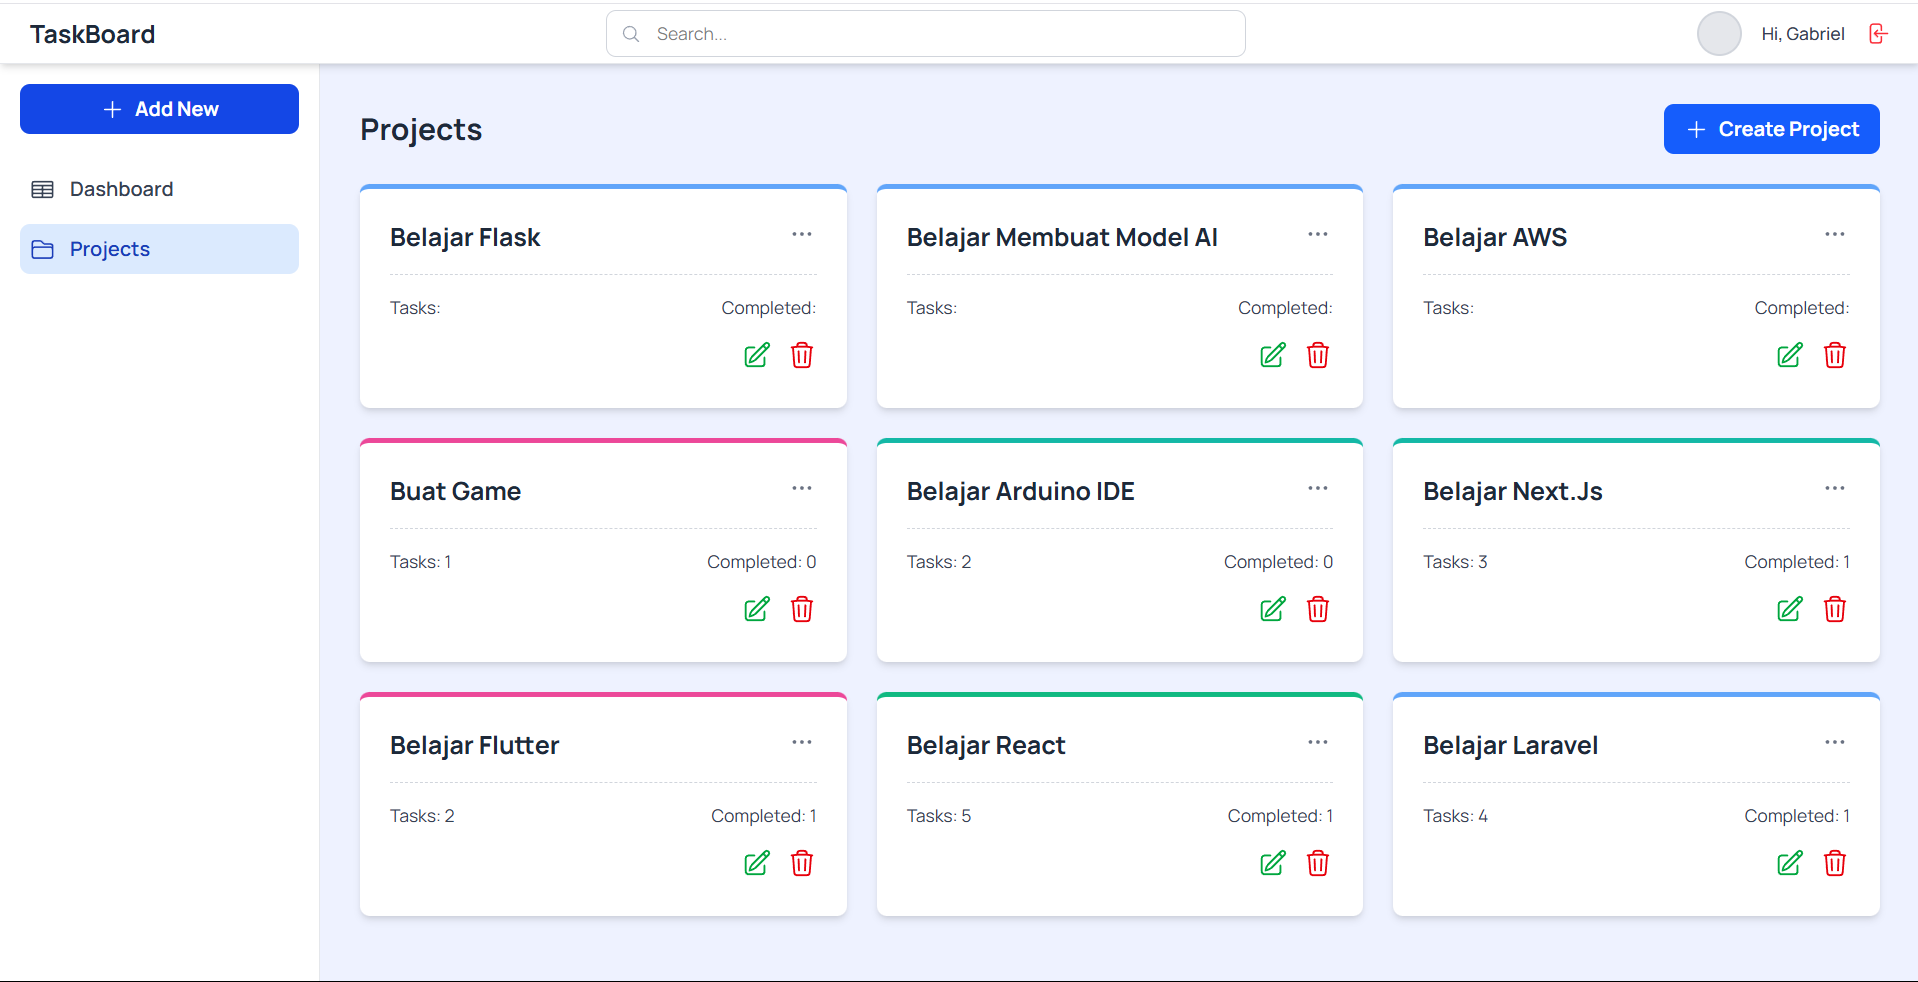 TaskBoard
Search...
Hi, Gabriel
Add New
Dashboard
Projects
Projects
Create Project
Belajar Flask
Tasks:
Completed:
Belajar Membuat Model AI
Tasks:
Completed:
Belajar AWS
Tasks:
Completed:
Buat Game
Tasks: 1
Completed: 0
Belajar Arduino IDE
Tasks: 2
Completed: 0
Belajar Next.Js
Tasks: 3
Completed: 1
Belajar Flutter
Tasks: 2
Completed: 1
Belajar React
Tasks: 5
Completed: 1
Belajar Laravel
Tasks: 4
Completed: 1